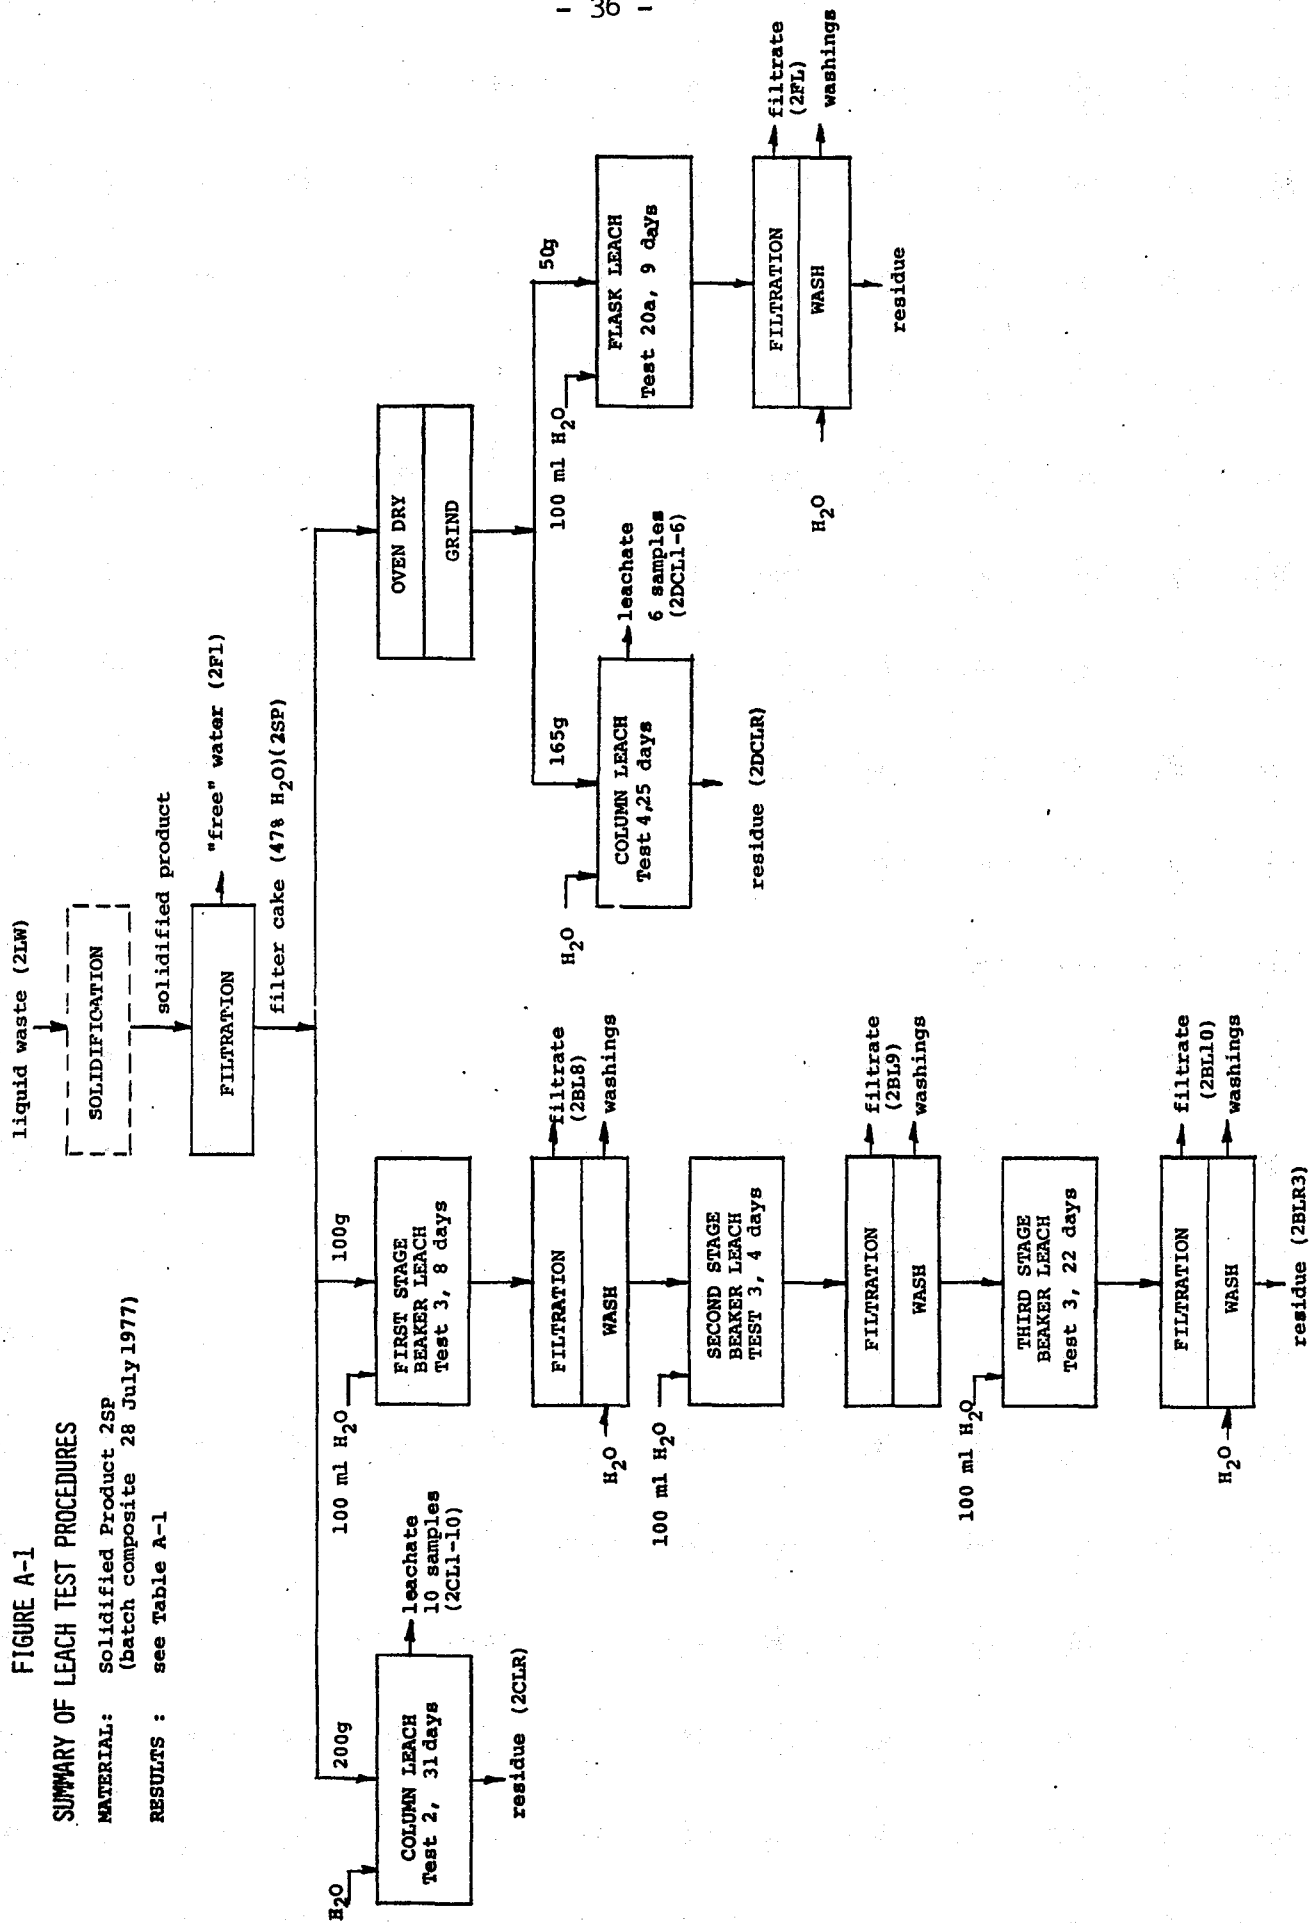 - 36 -
FIGURE A-1
SUMMARY OF LEACH TEST PROCEDURES
MATERIAL: Solidified Product 2SP
(batch composite 28 July 1977)
RESULTS : see Table A-1
liquid waste (2LW)
SOLIDIFICATION
solidified product
FILTRATION
"free" water (2F1)
filter cake (47% H2O)(2SP)
200g
H2O
COLUMN LEACH
Test 2, 31 days
leachate
10 samples
(2CL1-10)
residue (2CLR)
100g
100 ml H2O
FIRST STAGE
BEAKER LEACH
Test 3, 8 days
FILTRATION
WASH
H2O
filtrate
(2BL8)
washings
100 ml H2O
SECOND STAGE
BEAKER LEACH
TEST 3, 4 days
FILTRATION
WASH
filtrate
(2BL9)
washings
100 ml H2O
THIRD STAGE
BEAKER LEACH
Test 3, 22 days
FILTRATION
WASH
H2O
filtrate
(2BL10)
washings
residue (2BLR3)
OVEN DRY
GRIND
165g
H2O
COLUMN LEACH
Test 4,25 days
leachate
6 samples
(2DCL1-6)
residue (2DCLR)
50g
100 ml H2O
FLASK LEACH
Test 20a, 9 days
FILTRATION
WASH
H2O
filtrate
(2FL)
washings
residue